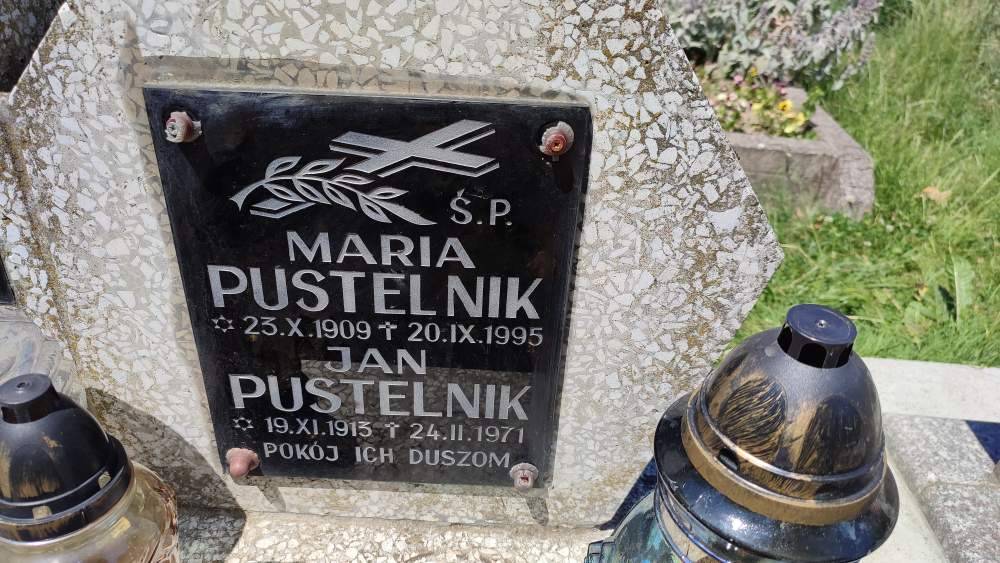 Ś.P.
MARIA
PUSTELNIK
✡ 23.X.1909 ✝ 20.IX.1995
JAN
PUSTELNIK
✡ 19.XI.1913 ✝ 24.II.1971
POKÓJ ICH DUSZOM